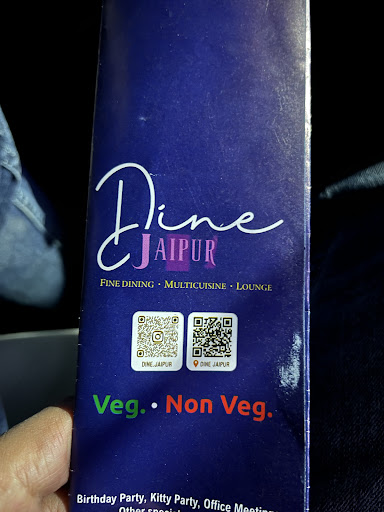 Dine
JAIPUR
FINE DINING • MULTICUISINE • LOUNGE
DINE.JAIPUR DINE JAIPUR
Veg. • Non Veg.
Birthday Party, Kitty Party, Office Meeting
Other